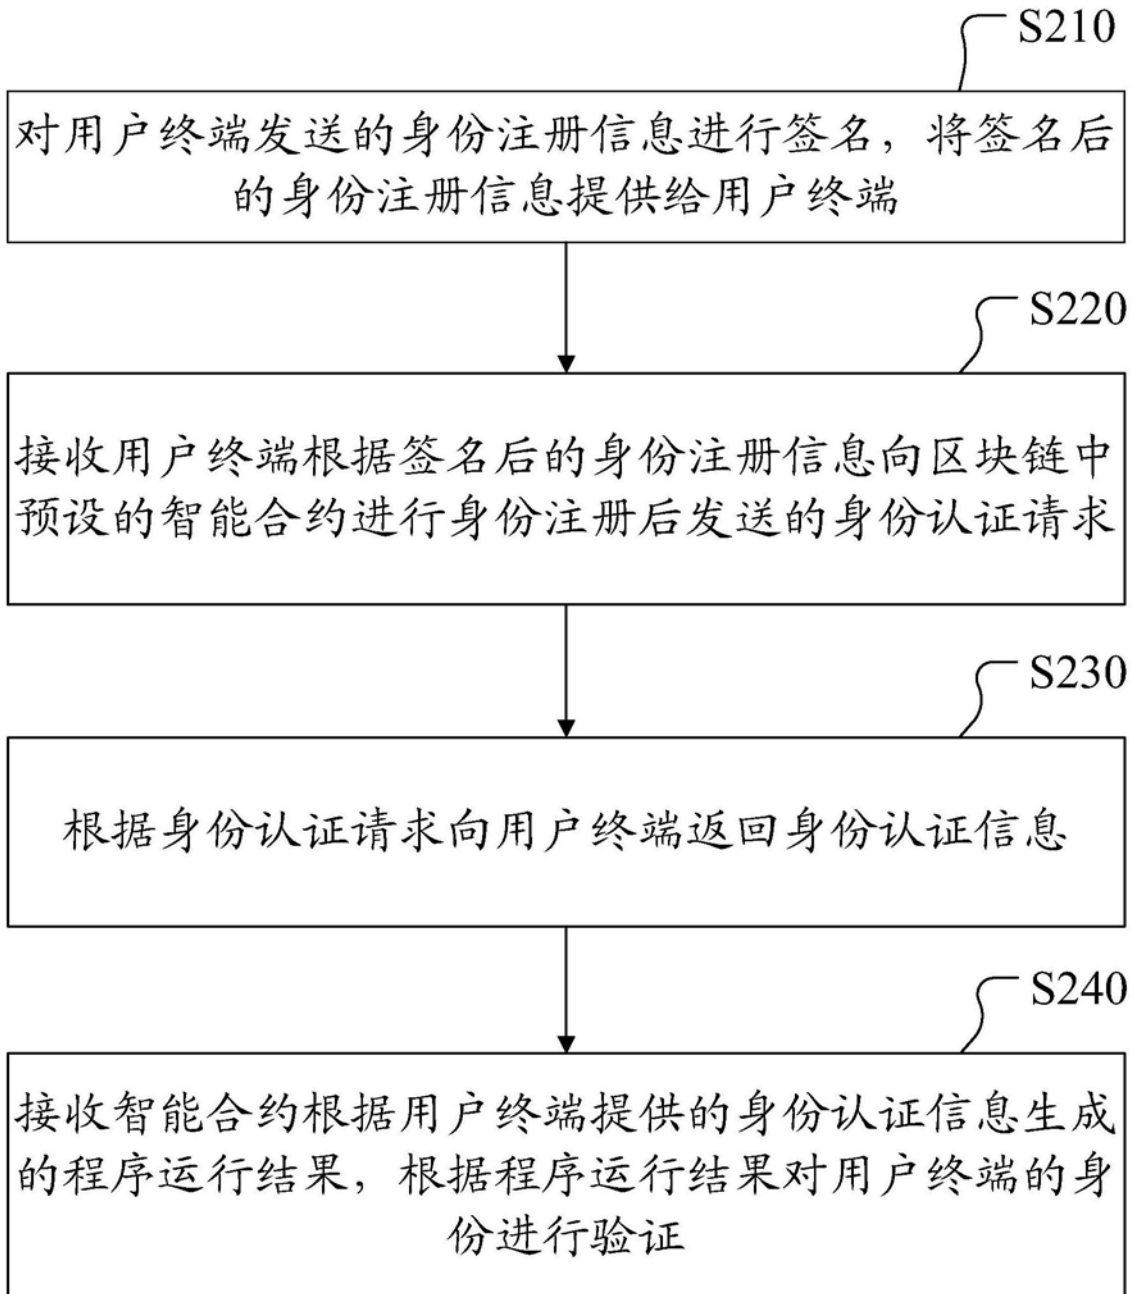 S210
对用户终端发送的身份注册信息进行签名，将签名后
的身份注册信息提供给用户终端
S220
接收用户终端根据签名后的身份注册信息向区块链中
预设的智能合约进行身份注册后发送的身份认证请求
S230
根据身份认证请求向用户终端返回身份认证信息
S240
接收智能合约根据用户终端提供的身份认证信息生成
的程序运行结果，根据程序运行结果对用户终端的身
份进行验证